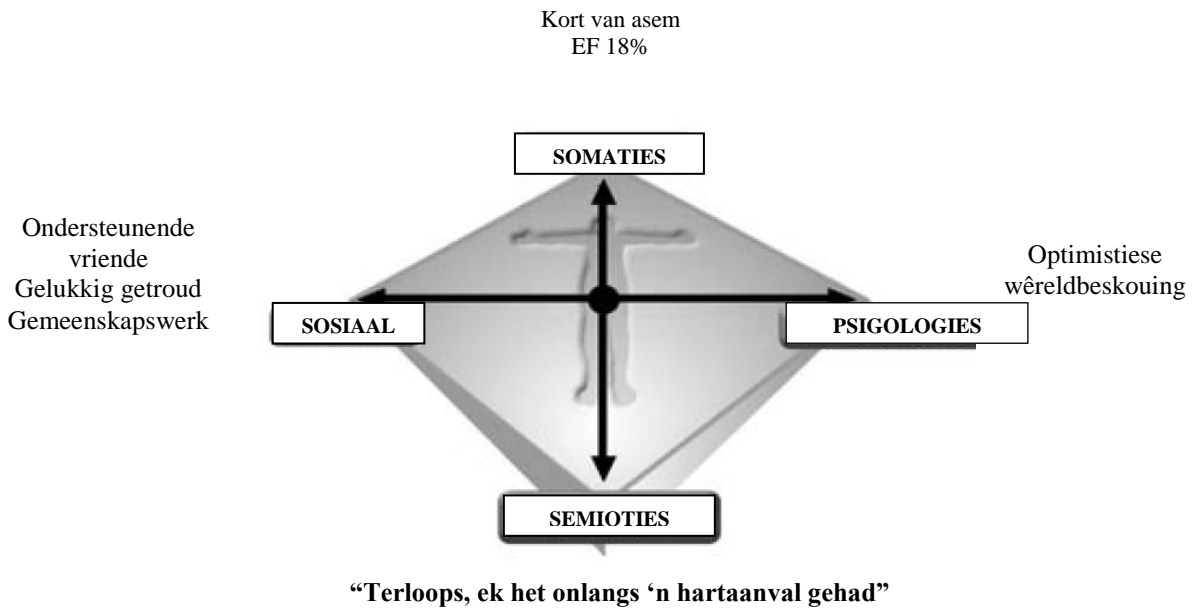 Kort van asem
EF 18%
SOMATIES
Ondersteunende
vriende
Gelukkig getroud
Gemeenskapswerk
Optimistiese
wêreldbeskouing
SOSIAAL
PSIGOLOGIES
SEMIOTIES
“Terloops, ek het onlangs ‘n hartaanval gehad”